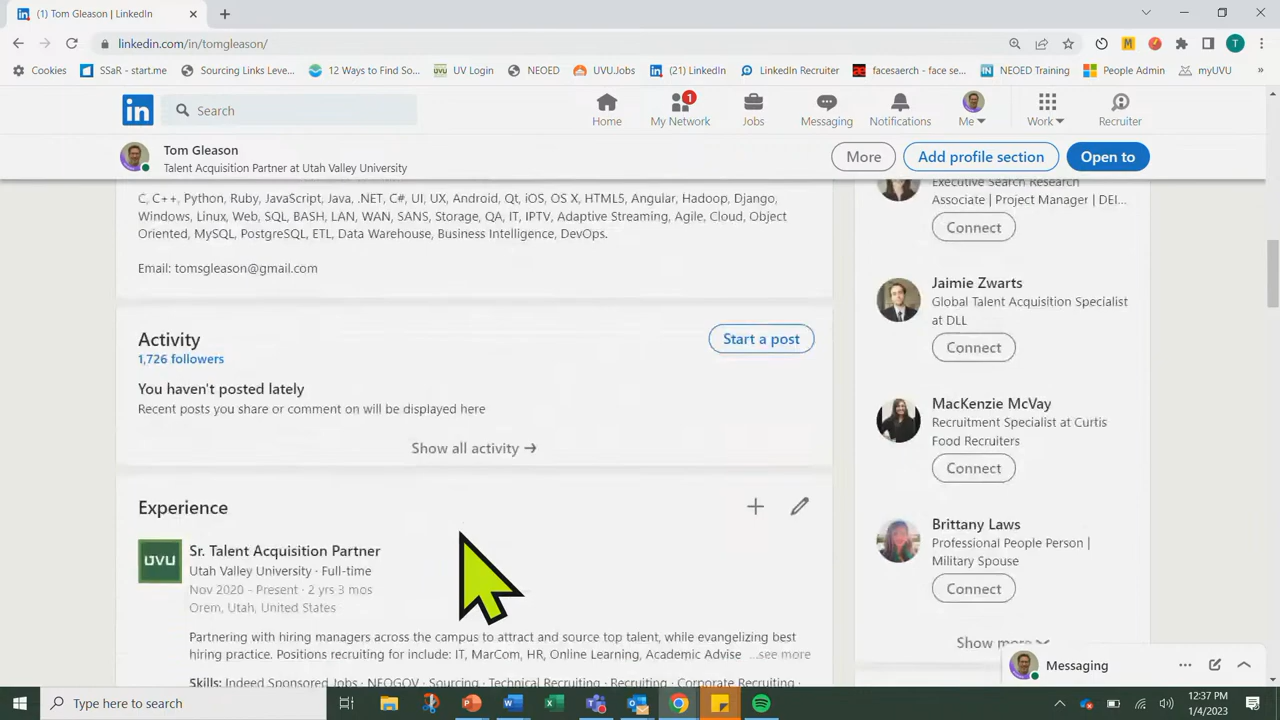 (1) Tom Gleason | LinkedIn
linkedin.com/in/tomgleason/
Cookies
SSaR - start.me
Sourcing Links Leve...
12 Ways to Find So...
UV Login
NEOED
UVU.Jobs
(21) LinkedIn
LinkedIn Recruiter
facesaerch - face se...
NEOED Training
People Admin
myUVU
Search
Home
1
My Network
Jobs
Messaging
Notifications
Me
Work
Recruiter
Tom Gleason
Talent Acquisition Partner at Utah Valley University
More
Add profile section
Open to
C, C++, Python, Ruby, JavaScript, Java, .NET, C#, UI, UX, Android, Qt, iOS, OS X, HTML5, Angular, Hadoop, Django,
Windows, Linux, Web, SQL, BASH, LAN, WAN, SANS, Storage, QA, IT, IPTV, Adaptive Streaming, Agile, Cloud, Object
Oriented, MySQL, PostgreSQL, ETL, Data Warehouse, Business Intelligence, DevOps.
Email: tomsgleason@gmail.com
Activity
1,726 followers
Start a post
You haven't posted lately
Recent posts you share or comment on will be displayed here
Show all activity →
Experience
UVU
Sr. Talent Acquisition Partner
Utah Valley University · Full-time
Nov 2020 - Present · 2 yrs 3 mos
Orem, Utah, United States
Partnering with hiring managers across the campus to attract and source top talent, while evangelizing best
hiring practice. Positions recruiting for include: IT, MarCom, HR, Online Learning, Academic Advise ...see more
Skills: Indeed Sponsored Jobs · NEOGOV · Sourcing · Technical Recruiting · Recruiting · Corporate Recruiting ·
Executive Search Research
Associate | Project Manager | DEI...
Connect
Jaimie Zwarts
Global Talent Acquisition Specialist
at DLL
Connect
MacKenzie McVay
Recruitment Specialist at Curtis
Food Recruiters
Connect
Brittany Laws
Professional People Person |
Military Spouse
Connect
Show more
Messaging
Type here to search
12:37 PM
1/4/2023